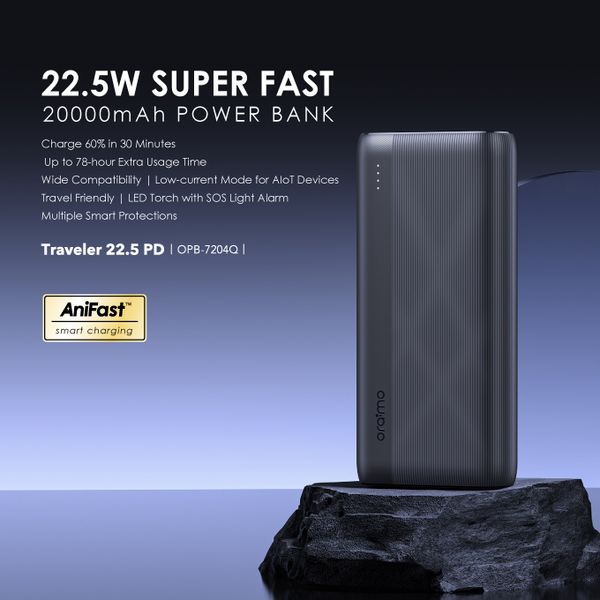 22.5W SUPER FAST
20000mAh POWER BANK
Charge 60% in 30 Minutes
Up to 78-hour Extra Usage Time
Wide Compatibility | Low-current Mode for AIoT Devices
Travel Friendly | LED Torch with SOS Light Alarm
Multiple Smart Protections
Traveler 22.5 PD | OPB-7204Q |
AniFast™
smart charging
oraimo